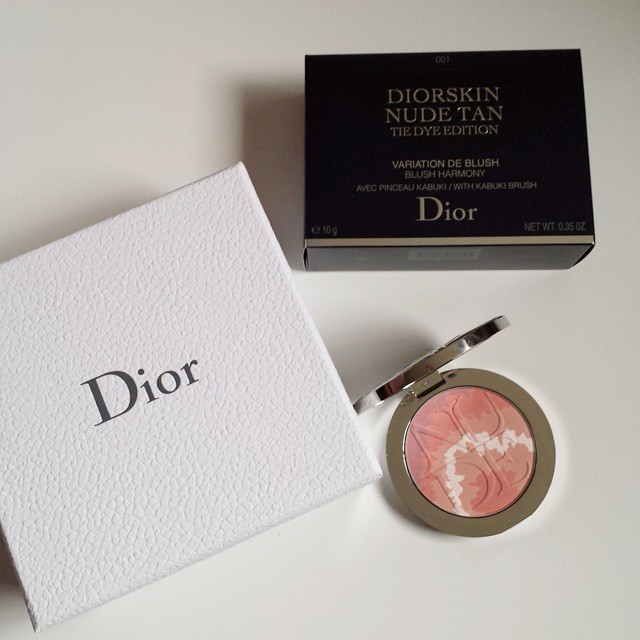 001
DIORSKIN
NUDE TAN
TIE DYE EDITION
VARIATION DE BLUSH
BLUSH HARMONY
AVEC PINCEAU KABUKI / WITH KABUKI BRUSH
Dior
℮ 10 g
NET WT. 0.35 OZ
Dior